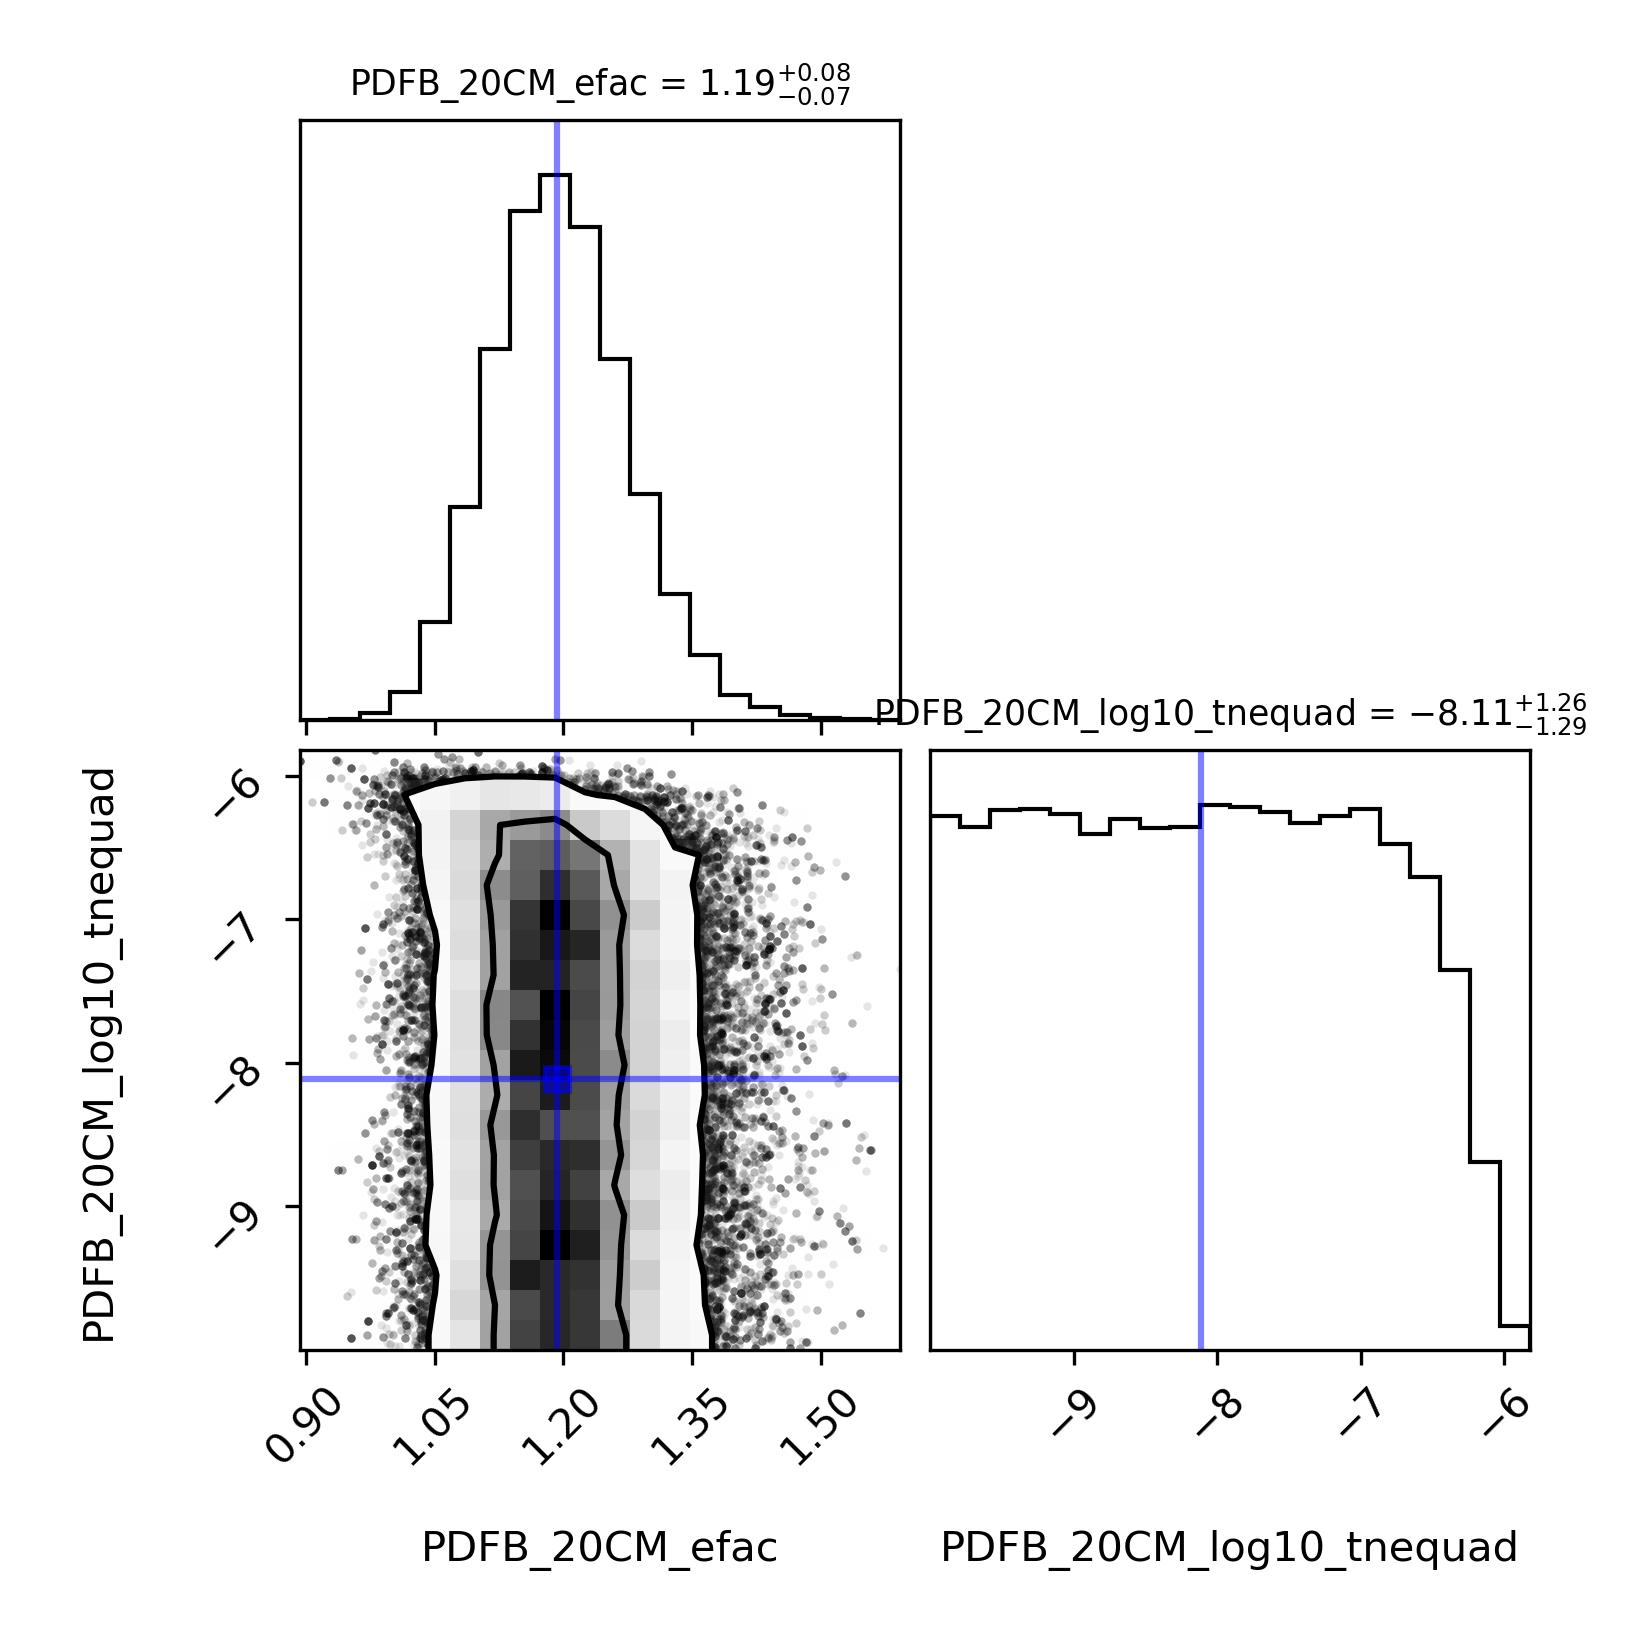 PDFB_20CM_efac = 1.19+0.08 −0.07
PDFB_20CM_log10_tnequad = −8.11+1.26 −1.29
PDFB_20CM_log10_tnequad
−6
−7
−8
−9
0.90 1.05 1.20 1.35 1.50
−9 −8 −7 −6
PDFB_20CM_efac
PDFB_20CM_log10_tnequad